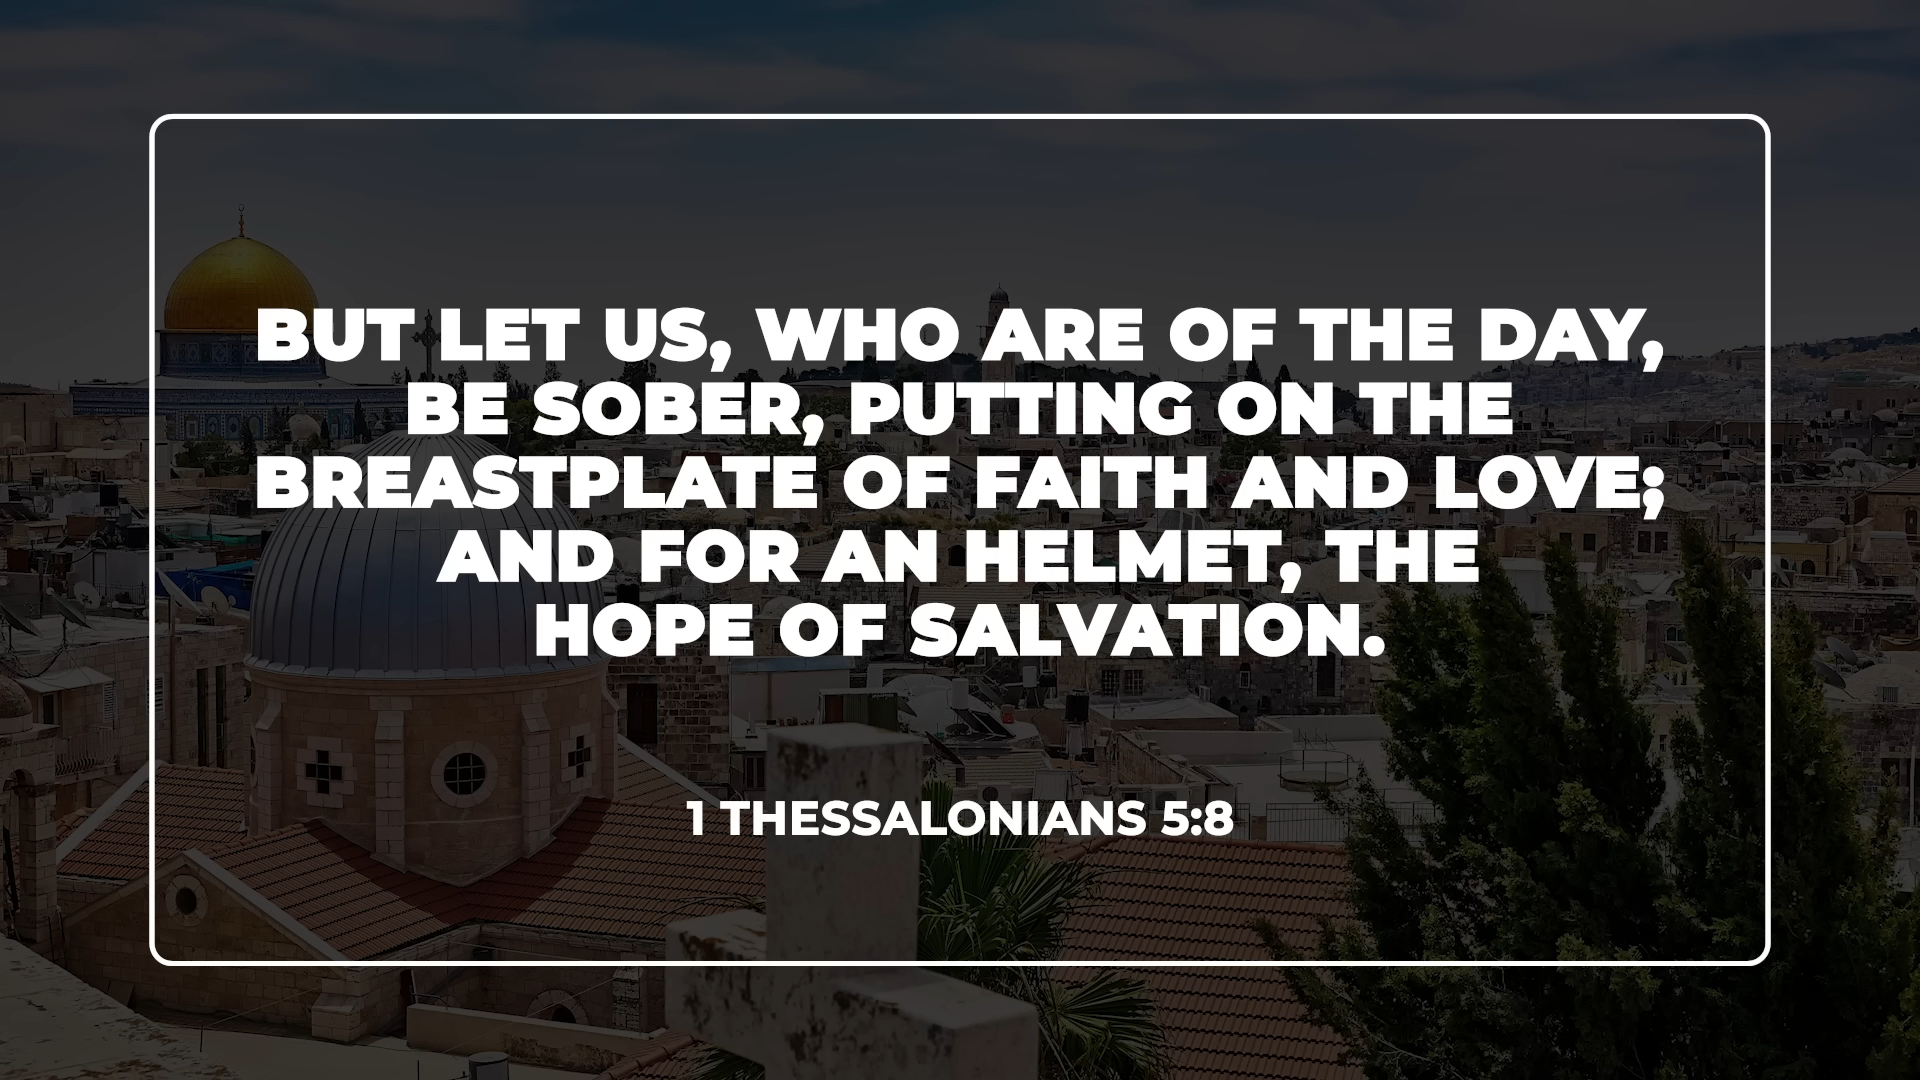 BUT LET US, WHO ARE OF THE DAY,
BE SOBER, PUTTING ON THE
BREASTPLATE OF FAITH AND LOVE;
AND FOR AN HELMET, THE
HOPE OF SALVATION.
1 THESSALONIANS 5:8